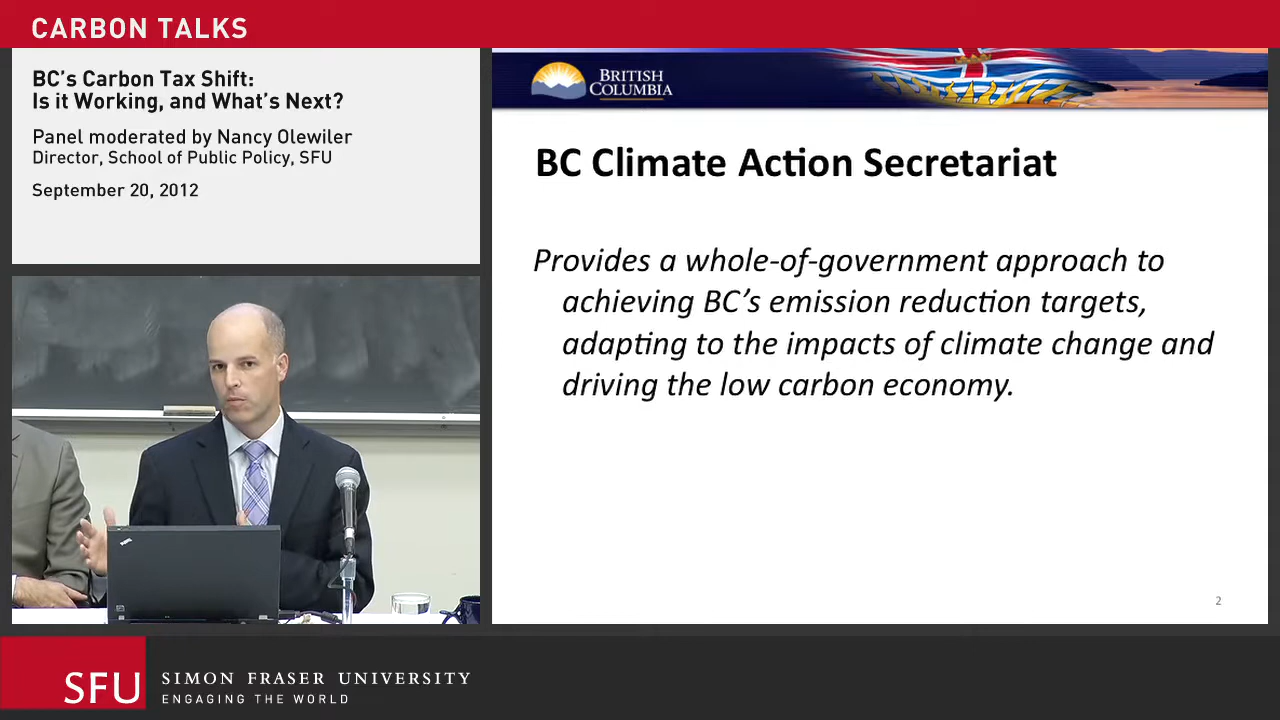 CARBON TALKS
BC's Carbon Tax Shift:
Is it Working, and What's Next?
Panel moderated by Nancy Olewiler
Director, School of Public Policy, SFU
September 20, 2012
BRITISH
COLUMBIA
BC Climate Action Secretariat
Provides a whole-of-government approach to
achieving BC's emission reduction targets,
adapting to the impacts of climate change and
driving the low carbon economy.
2
SFU
SIMON FRASER UNIVERSITY
ENGAGING THE WORLD